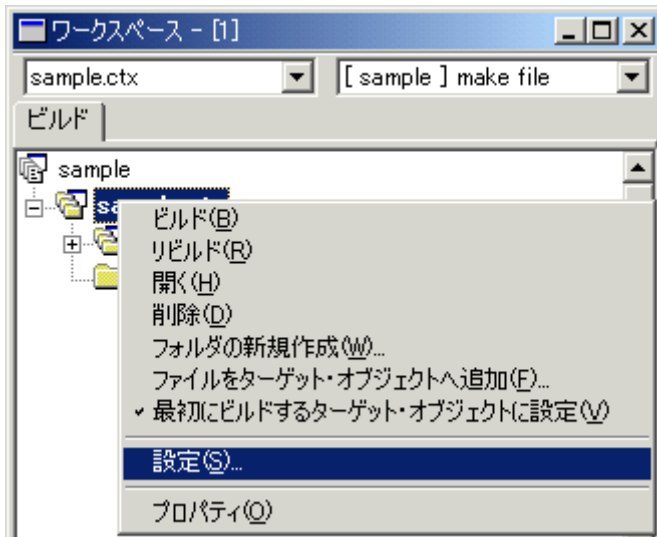 ワークスペース - [1]
sample.ctx
[ sample ] make file
ビルド
sample
ビルド(B)
リビルド(R)
開く(H)
削除(D)
フォルダの新規作成(W)...
ファイルをターゲット・オブジェクトへ追加(F)...
最初にビルドするターゲット・オブジェクトに設定(V)
設定(S)...
プロパティ(O)